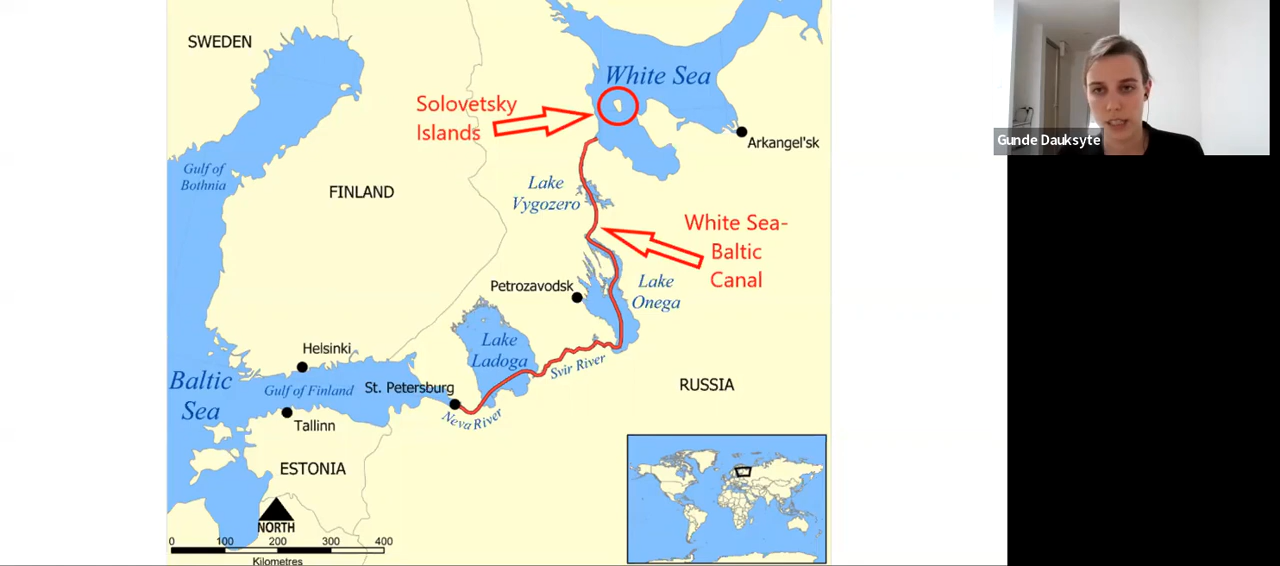 SWEDEN
White Sea
Solovetsky
Islands
Arkangel'sk
Gulf of
Bothnia
FINLAND
Lake
Vygozero
White Sea-
Baltic
Canal
Petrozavodsk
Lake
Onega
Helsinki
Lake
Ladoga
Svir River
Baltic
Sea
Gulf of Finland
St. Petersburg
RUSSIA
Neva River
Tallinn
ESTONIA
NORTH
0 100 200 300 400
Kilometres
Gunde Dauksyte